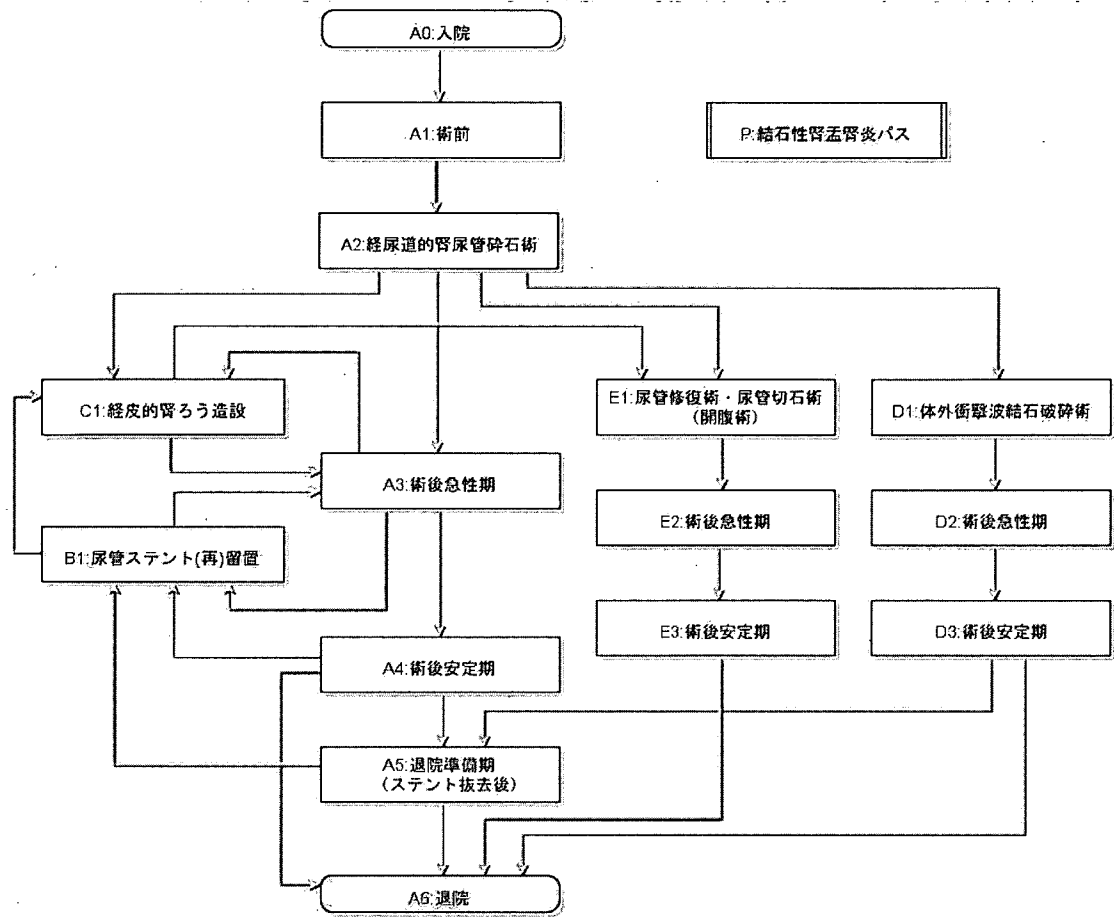 A0:入院
A1:術前
P:結石性腎盂腎炎パス
A2:経尿道的腎尿管砕石術
C1:経皮的腎ろう造設
E1:尿管修復術・尿管切石術
（開腹術）
D1:体外衝撃波結石破砕術
A3:術後急性期
E2:術後急性期
D2:術後急性期
B1:尿管ステント(再)留置
E3:術後安定期
D3:術後安定期
A4:術後安定期
A5:退院準備期
（ステント抜去後）
A6:退院